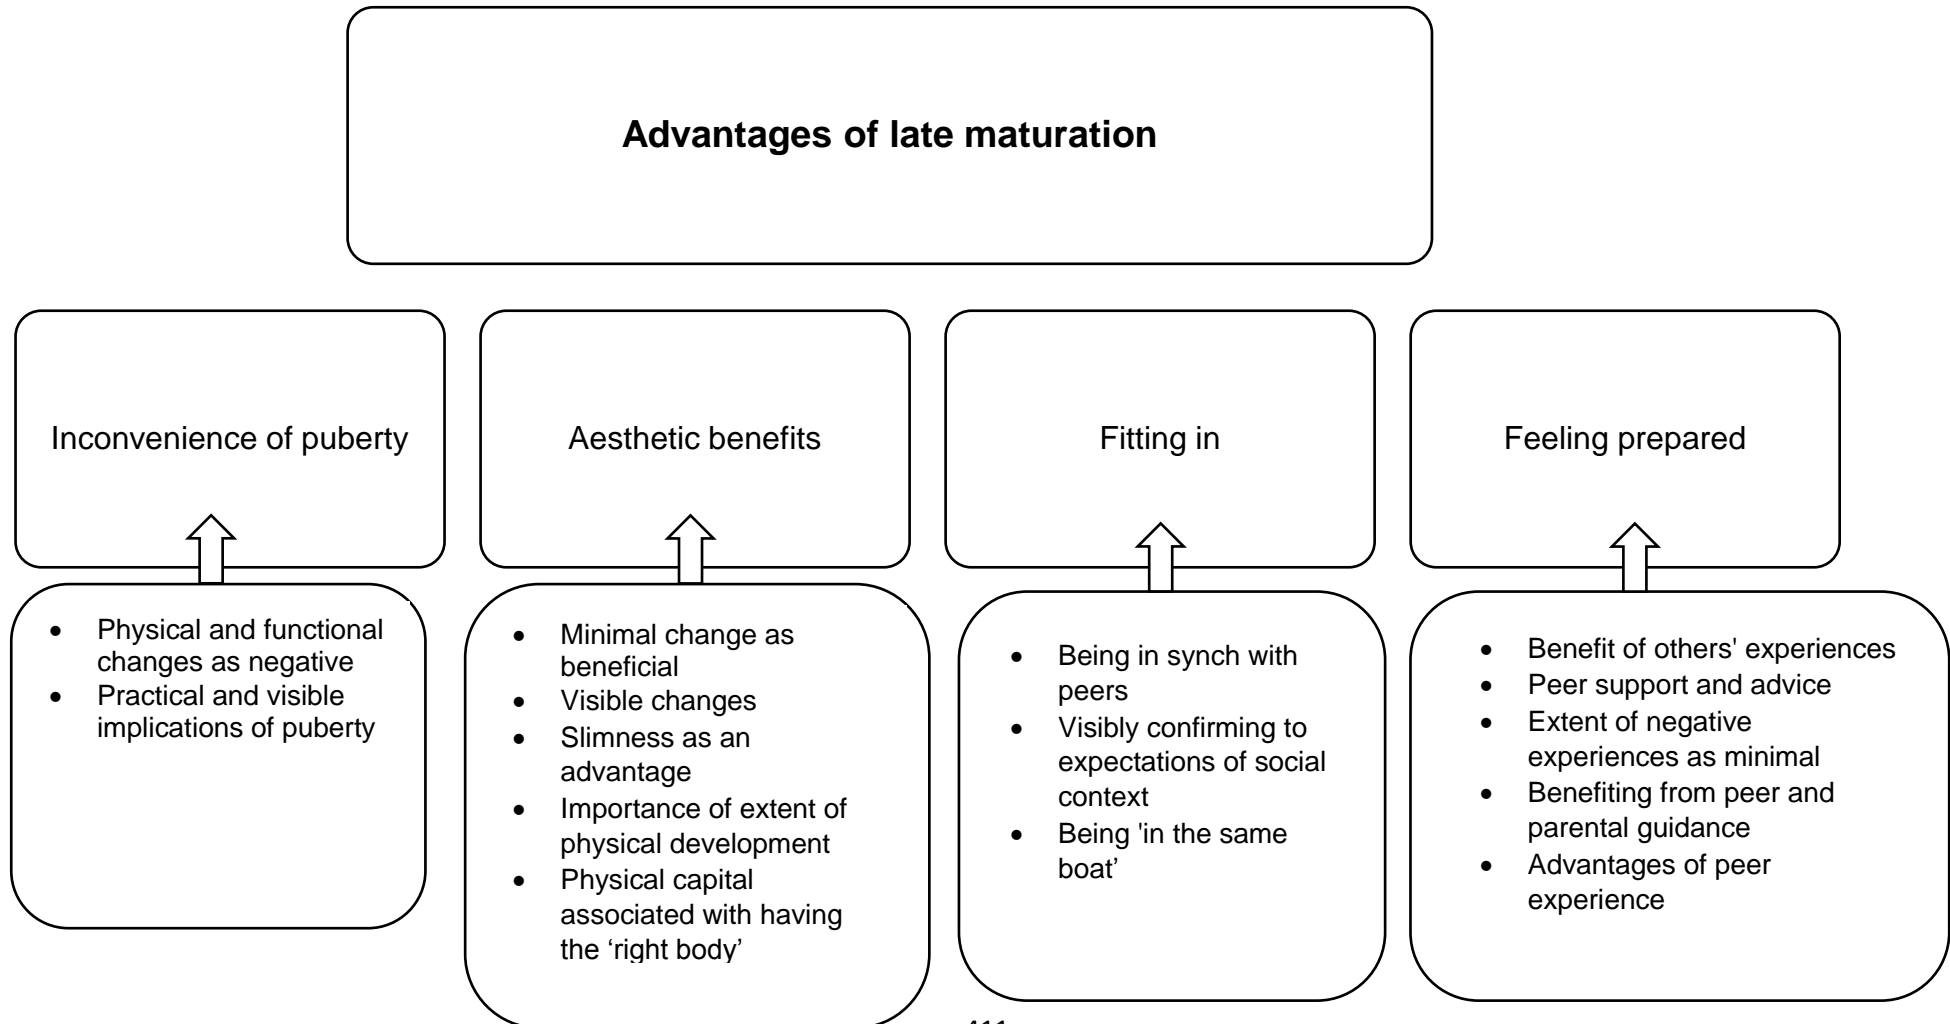 Advantages of late maturation
Inconvenience of puberty
Aesthetic benefits
Fitting in
Feeling prepared
• Physical and functional
changes as negative
• Practical and visible
implications of puberty
• Minimal change as
beneficial
• Visible changes
• Slimness as an
advantage
• Importance of extent of
physical development
• Physical capital
associated with having
the ‘right body’
• Being in synch with
peers
• Visibly confirming to
expectations of social
context
• Being 'in the same
boat’
• Benefit of others' experiences
• Peer support and advice
• Extent of negative
experiences as minimal
• Benefiting from peer and
parental guidance
• Advantages of peer
experience